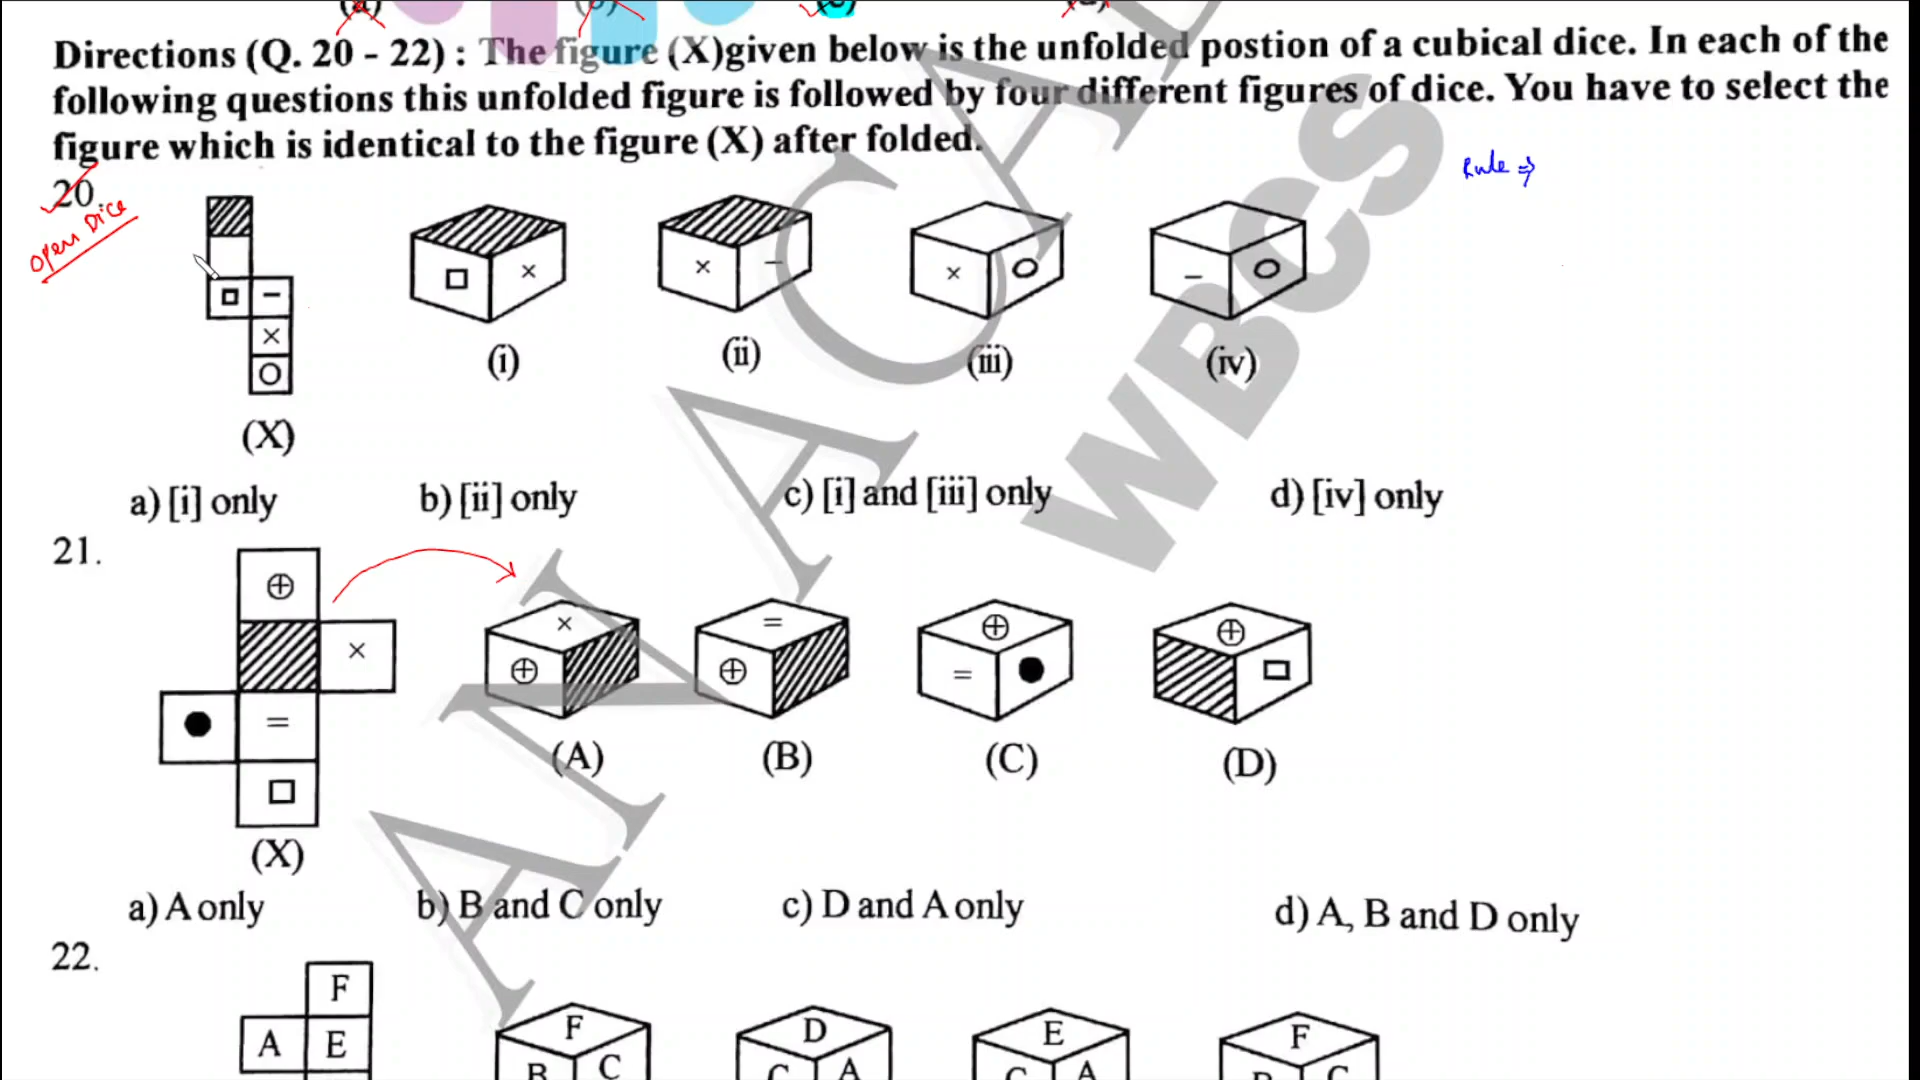 (a)
(b)
(c)
Directions (Q. 20 - 22) : The figure (X)given below is the unfolded postion of a cubical dice. In each of the
following questions this unfolded figure is followed by four different figures of dice. You have to select the
figure which is identical to the figure (X) after folded.
Rule ⇒
20.
Open Dice
− × O
× × − × O − O
(i) (ii) (iii) (iv)
(X)
a) [i] only b) [ii] only c) [i] and [iii] only d) [iv] only
21.
⊕ × = ⊕ ⊕
× ⊕ ⊕ = ●
● =
(A) (B) (C) (D)
(X)
a) A only b) B and C only c) D and A only d) A, B and D only
22.
F F D E F
A E B C C A C A B C
AN ACA
WBCS